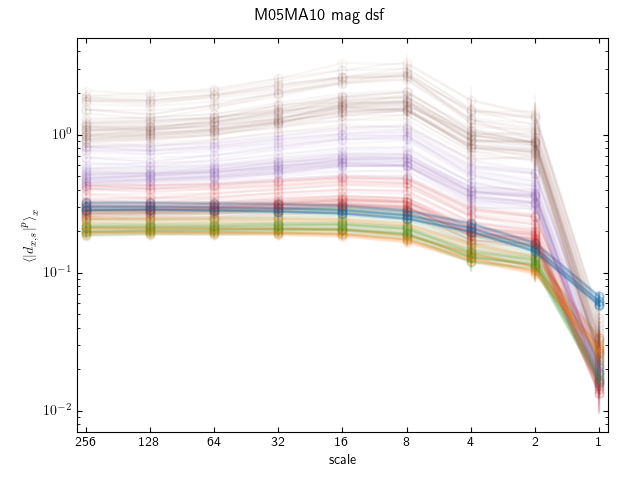 M05MA10 mag dsf
⟨|d_{x,s}|^p⟩_x
10^0
10^{-1}
10^{-2}
256 128 64 32 16 8 4 2 1
scale